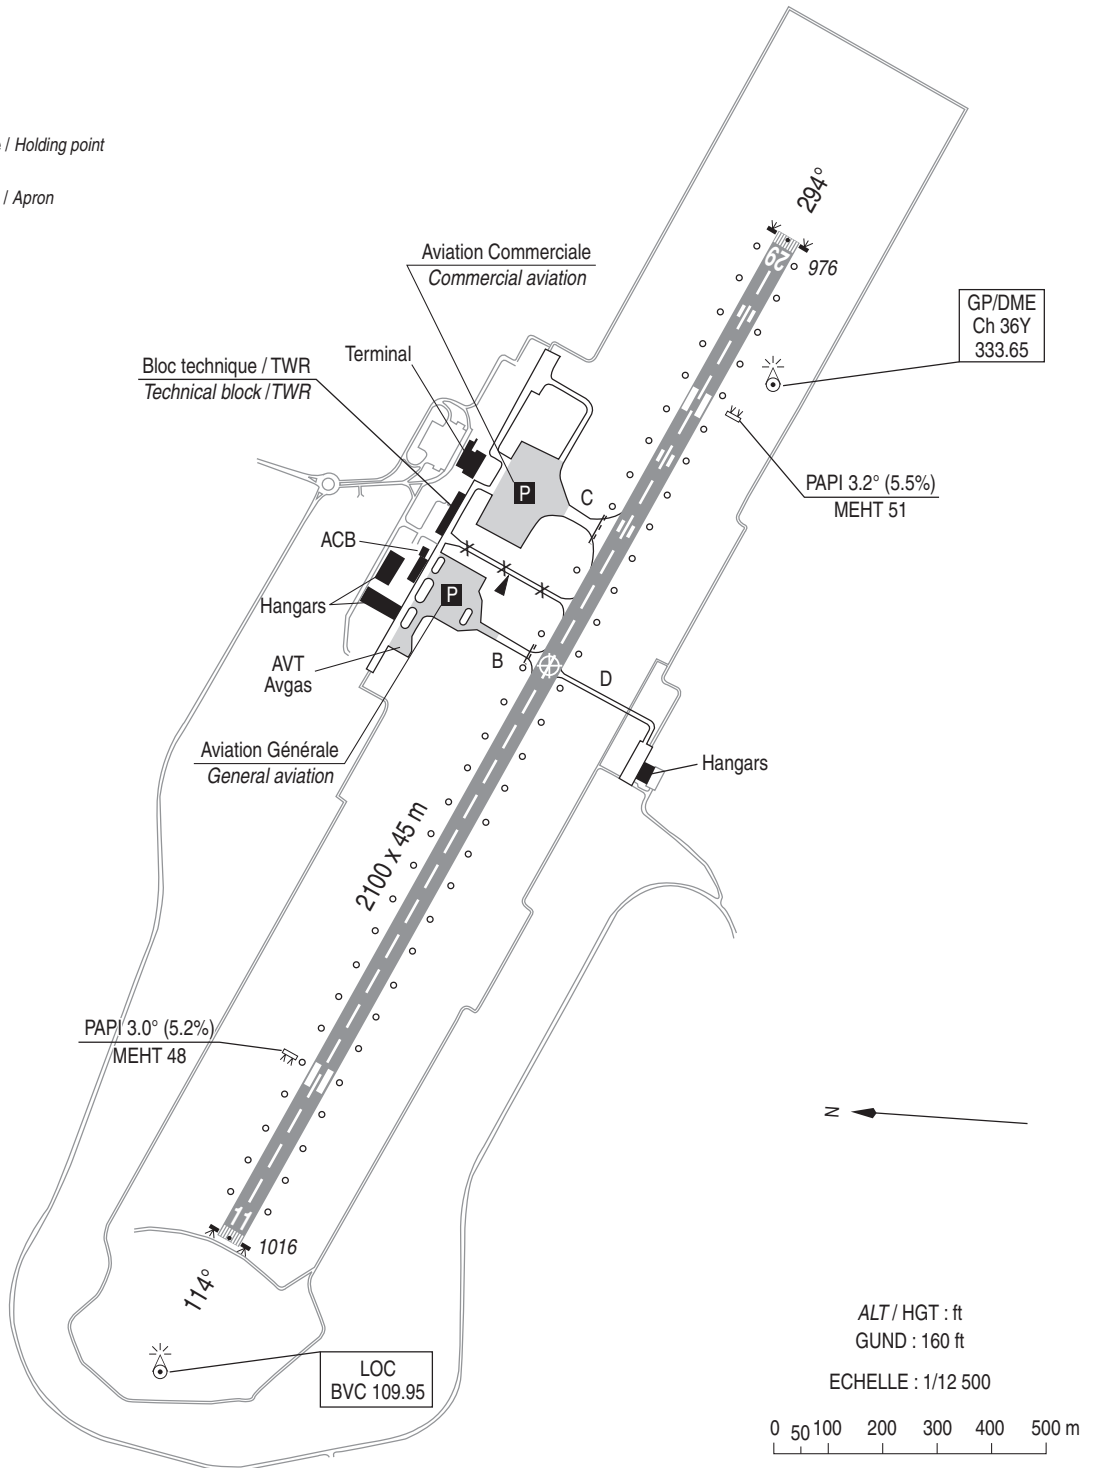 / Holding point
/ Apron
294°
29
976
Aviation Commerciale
Commercial aviation
GP/DME
Ch 36Y
333.65
Terminal
Bloc technique / TWR
Technical block / TWR
P
C
PAPI 3.2° (5.5%)
MEHT 51
ACB
P
Hangars
B
D
AVT
Avgas
Aviation Générale
General aviation
Hangars
2100 x 45 m
PAPI 3.0° (5.2%)
MEHT 48
N
11
1016
114°
ALT / HGT : ft
GUND : 160 ft
LOC
BVC 109.95
ECHELLE : 1/12 500
0 50 100 200 300 400 500 m